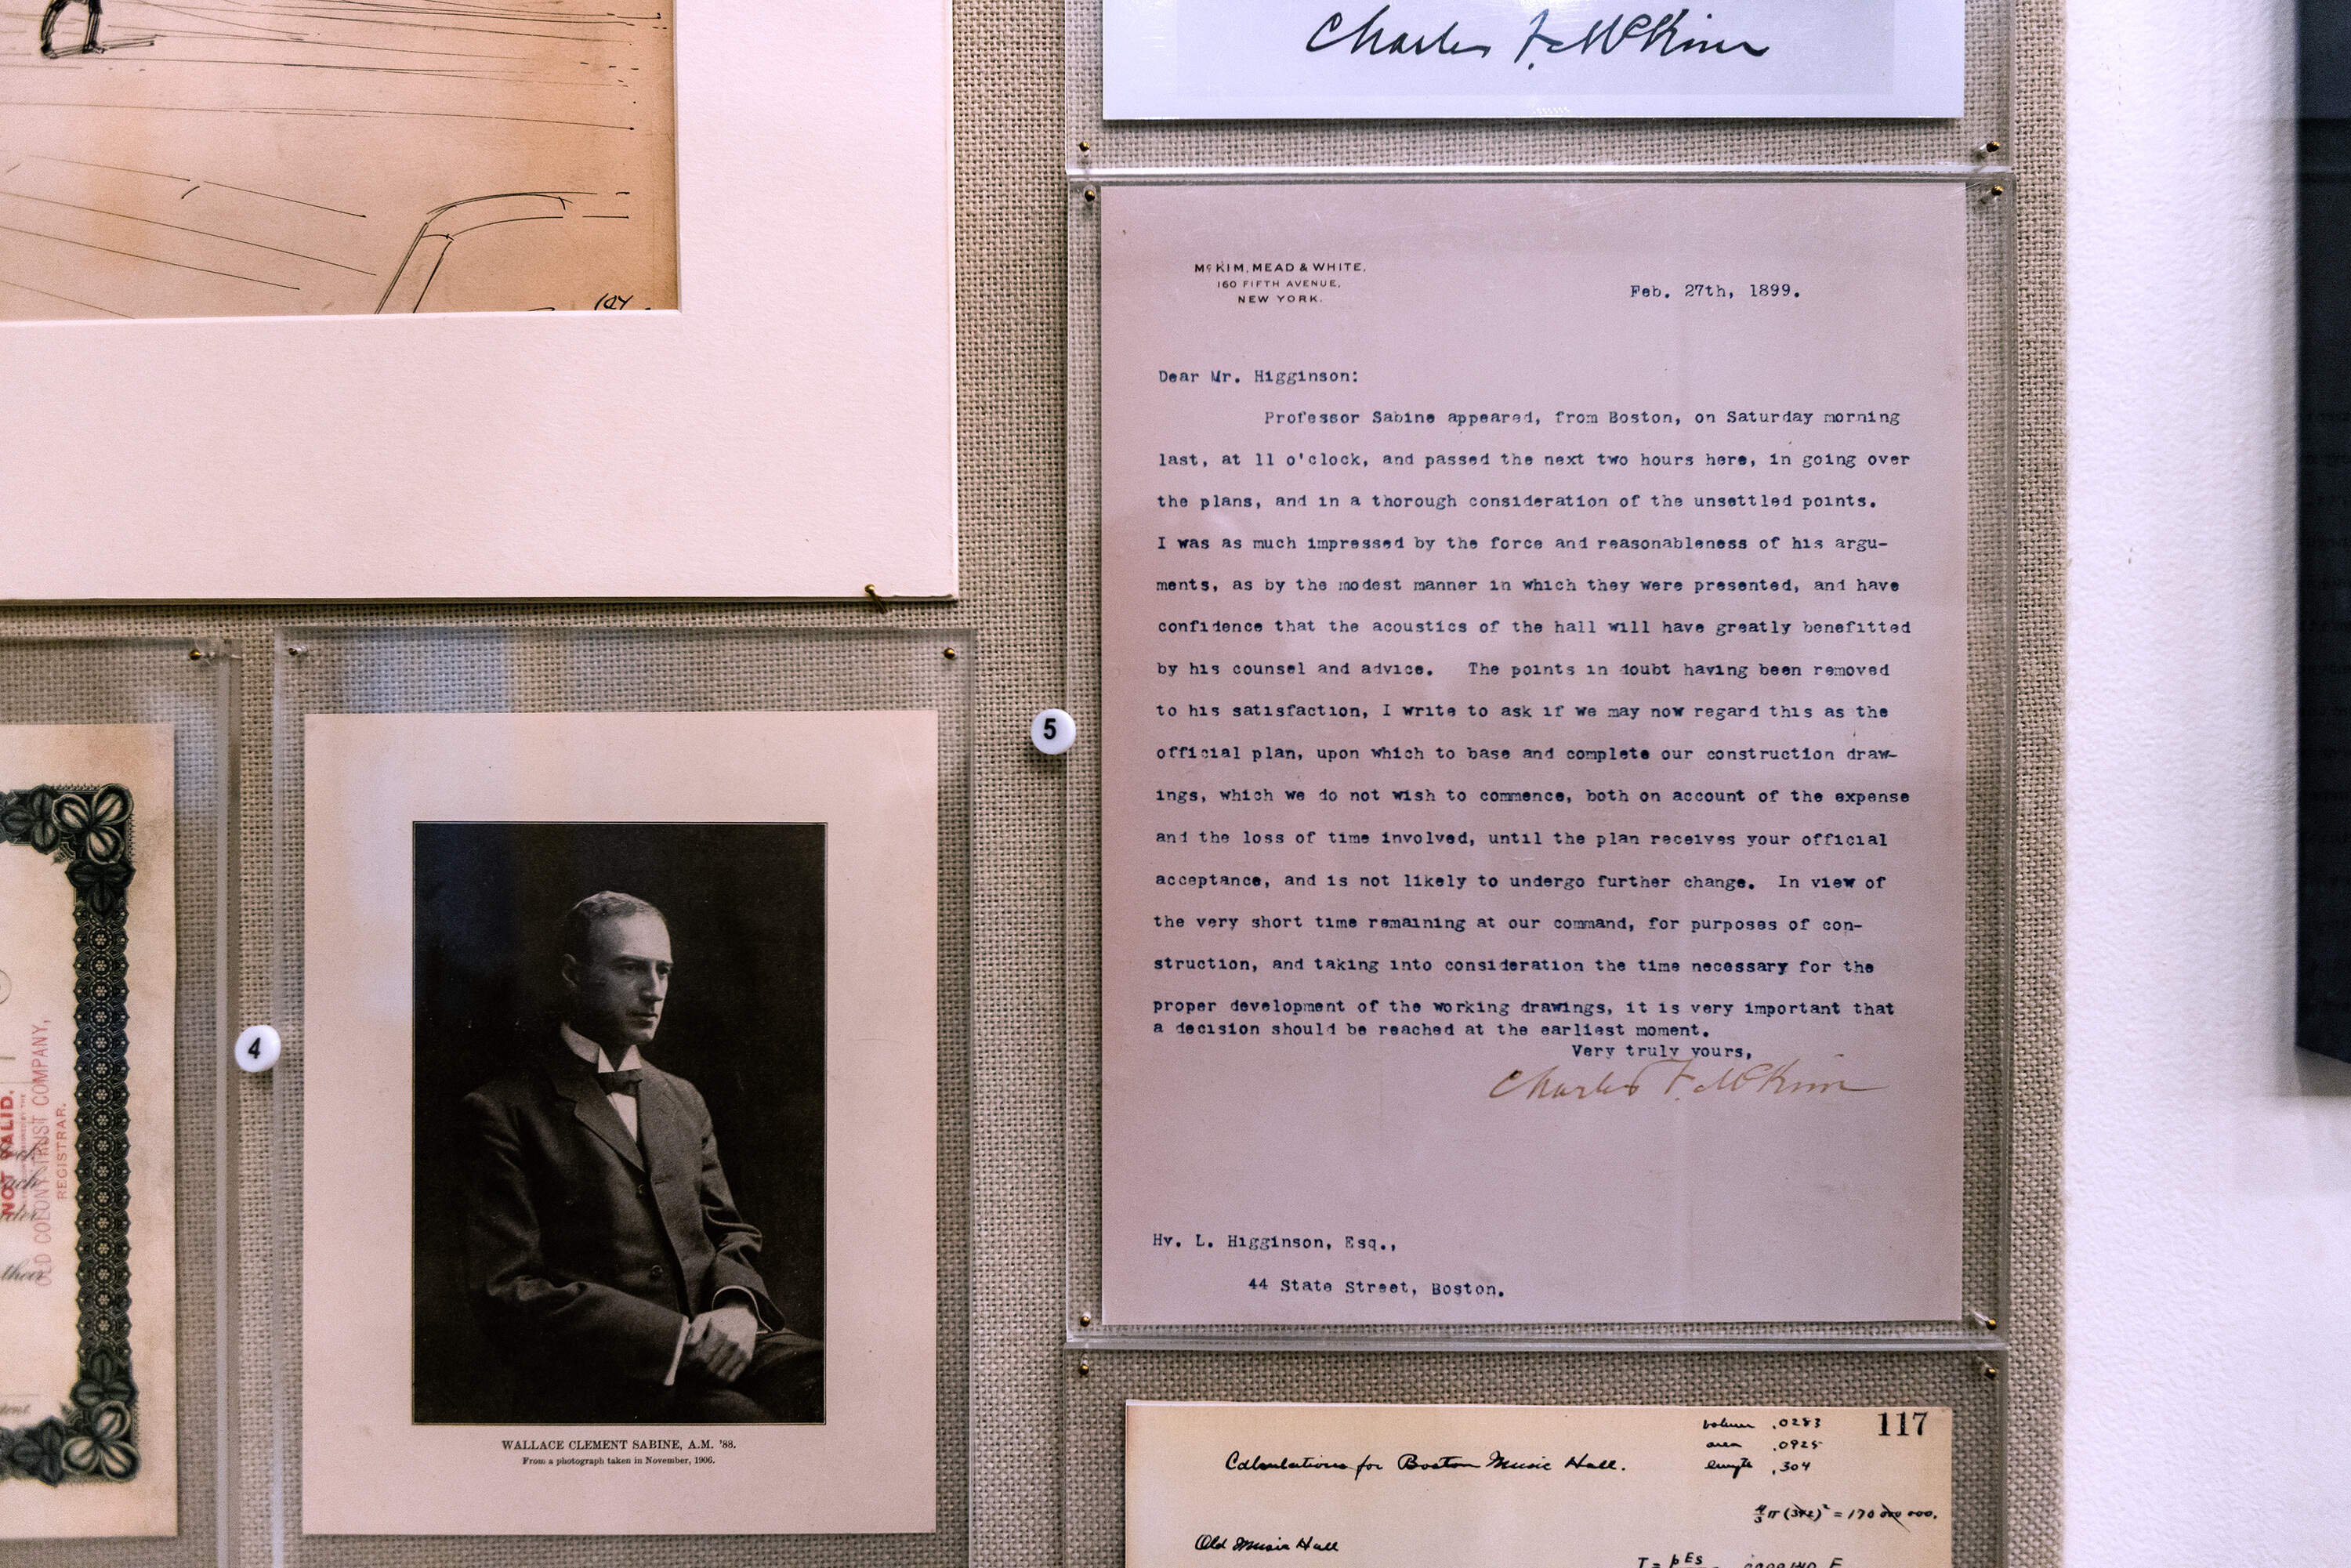 Charles F. McKim
McKIM, MEAD & WHITE.
160 FIFTH AVENUE,
NEW YORK.
Feb. 27th, 1899.
Dear Mr. Higginson:
Professor Sabine appeared, from Boston, on Saturday morning
last, at 11 o'clock, and passed the next two hours here, in going over
the plans, and in a thorough consideration of the unsettled points.
I was as much impressed by the force and reasonableness of his argu-
ments, as by the modest manner in which they were presented, and have
confidence that the acoustics of the hall will have greatly benefitted
by his counsel and advice. The points in doubt having been removed
to his satisfaction, I write to ask if we may now regard this as the
official plan, upon which to base and complete our construction draw-
ings, which we do not wish to commence, both on account of the expense
and the loss of time involved, until the plan receives your official
acceptance, and is not likely to undergo further change. In view of
the very short time remaining at our command, for purposes of con-
struction, and taking into consideration the time necessary for the
proper development of the working drawings, it is very important that
a decision should be reached at the earliest moment.
Very truly yours,
Charles F. McKim
Hy. L. Higginson, Esq.,
44 State Street, Boston.
5
4
NOT VALID
OLD COLONY TRUST COMPANY,
REGISTRAR.
WALLACE CLEMENT SABINE, A.M. '88.
From a photograph taken in November, 1906.
117
volume .0283
area .0925
length .304
Calculations for Boston Music Hall.
Old Music Hall